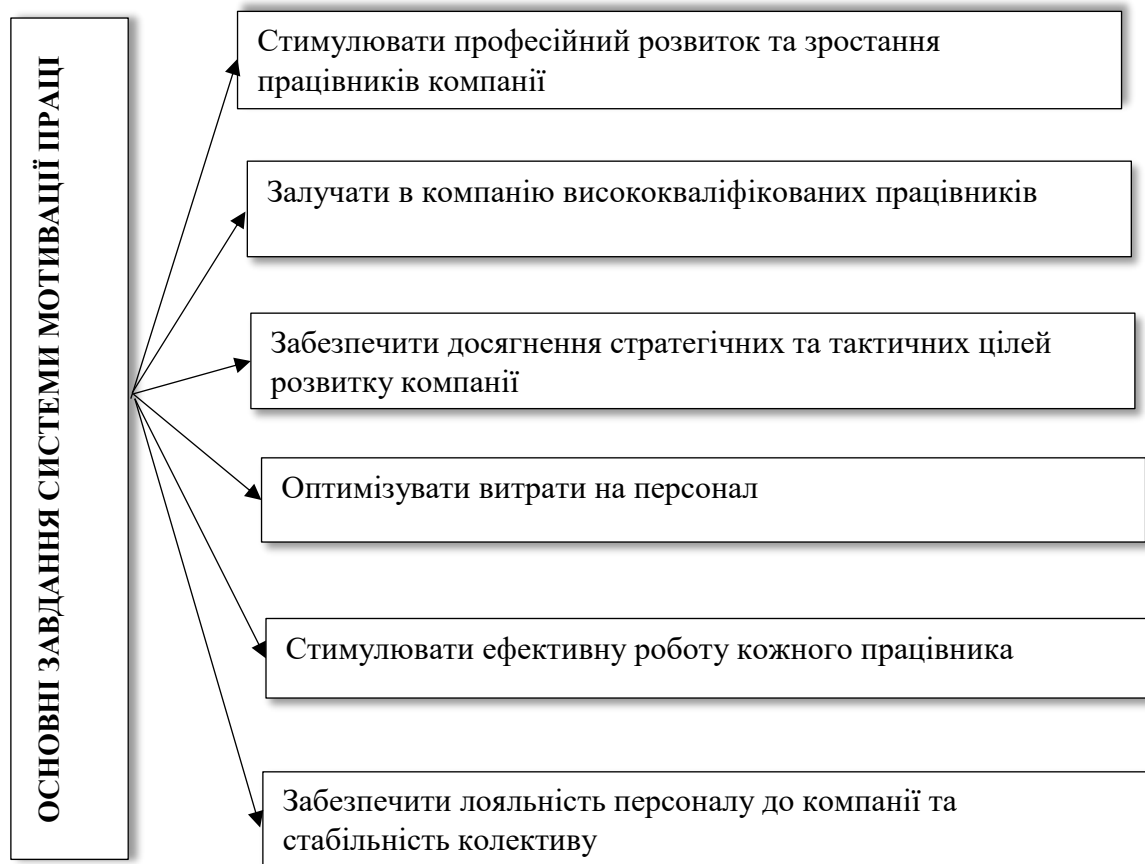 ОСНОВНІ ЗАВДАННЯ СИСТЕМИ МОТИВАЦІЇ ПРАЦІ
Стимулювати професійний розвиток та зростання
працівників компанії
Залучати в компанію висококваліфікованих працівників
Забезпечити досягнення стратегічних та тактичних цілей
розвитку компанії
Оптимізувати витрати на персонал
Стимулювати ефективну роботу кожного працівника
Забезпечити лояльність персоналу до компанії та
стабільність колективу